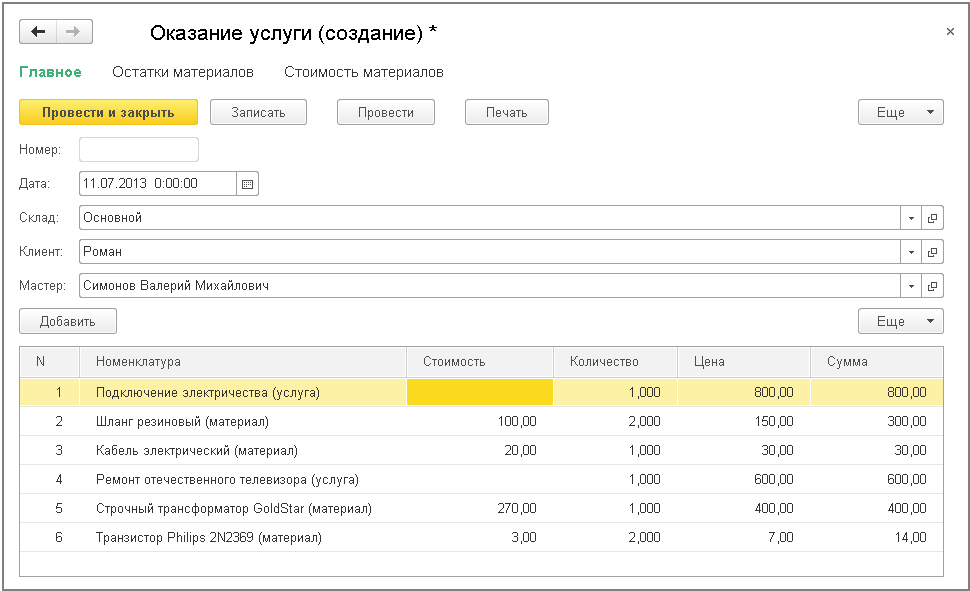 Оказание услуги (создание) *
Главное Остатки материалов Стоимость материалов
Провести и закрыть Записать Провести Печать Еще
Номер:
Дата: 11.07.2013 0:00:00
Склад: Основной
Клиент: Роман
Мастер: Симонов Валерий Михайлович
Добавить Еще
N Номенклатура Стоимость Количество Цена Сумма
1 Подключение электричества (услуга) 1,000 800,00 800,00
2 Шланг резиновый (материал) 100,00 2,000 150,00 300,00
3 Кабель электрический (материал) 20,00 1,000 30,00 30,00
4 Ремонт отечественного телевизора (услуга) 1,000 600,00 600,00
5 Строчный трансформатор GoldStar (материал) 270,00 1,000 400,00 400,00
6 Транзистор Philips 2N2369 (материал) 3,00 2,000 7,00 14,00